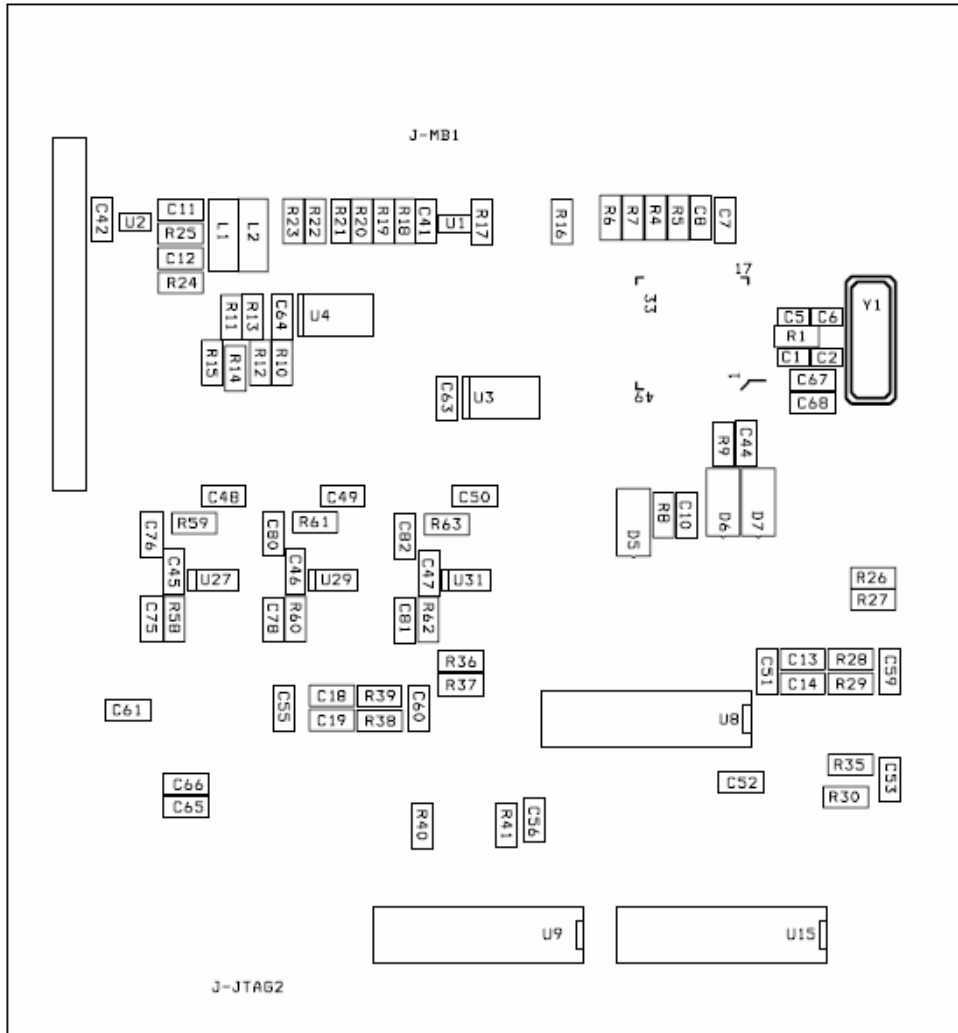 J-MB1
C42
U2
C11
R25
C12
R24
L1
L2
R23
R22
R21
R20
R19
R18
C41
U1
R17
R16
R6
R7
R4
R5
C8
C7
17
33
R11
R13
C64
U4
C5
C6
Y1
R1
R15
R14
R12
R10
C1
C2
C63
U3
49
1
C67
C68
R9
C44
C48
C49
C50
D5
R8
C10
D6
D7
C76
R59
C80
R61
C82
R63
C45
U27
C46
U29
C47
U31
R26
R27
C75
R58
C78
R60
C81
R62
R36
R37
C51
C13
R28
C59
C14
R29
C61
C55
C18
R39
C60
C19
R38
U8
C66
C65
C52
R35
C53
R30
R40
R41
C56
U9
U15
J-JTAG2